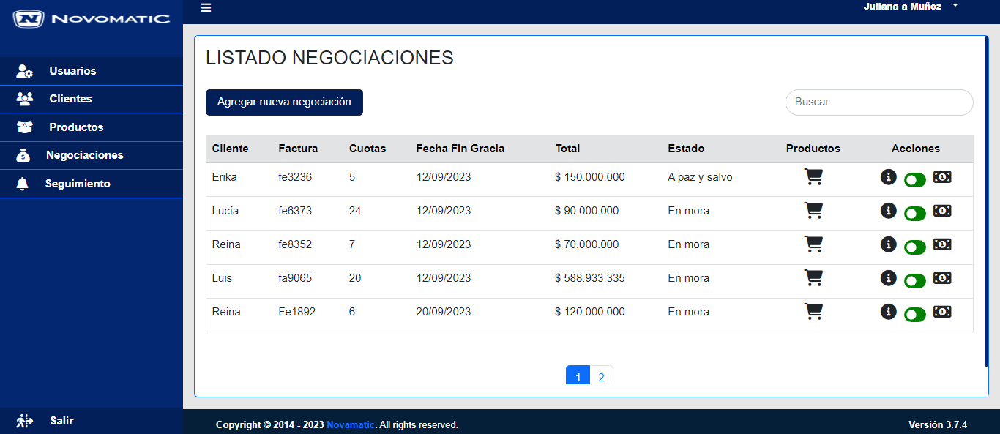 NOVOMATIC
Juliana a Muñoz
Usuarios
Clientes
Productos
Negociaciones
Seguimiento
Salir
LISTADO NEGOCIACIONES
Agregar nueva negociación
Buscar
Cliente Factura Cuotas Fecha Fin Gracia Total Estado Productos Acciones
Erika fe3236 5 12/09/2023 $ 150.000.000 A paz y salvo
Lucía fe6373 24 12/09/2023 $ 90.000.000 En mora
Reina fe8352 7 12/09/2023 $ 70.000.000 En mora
Luis fa9065 20 12/09/2023 $ 588.933.335 En mora
Reina Fe1892 6 20/09/2023 $ 120.000.000 En mora
1 2
Copyright © 2014 - 2023 Novamatic. All rights reserved.
Versión 3.7.4